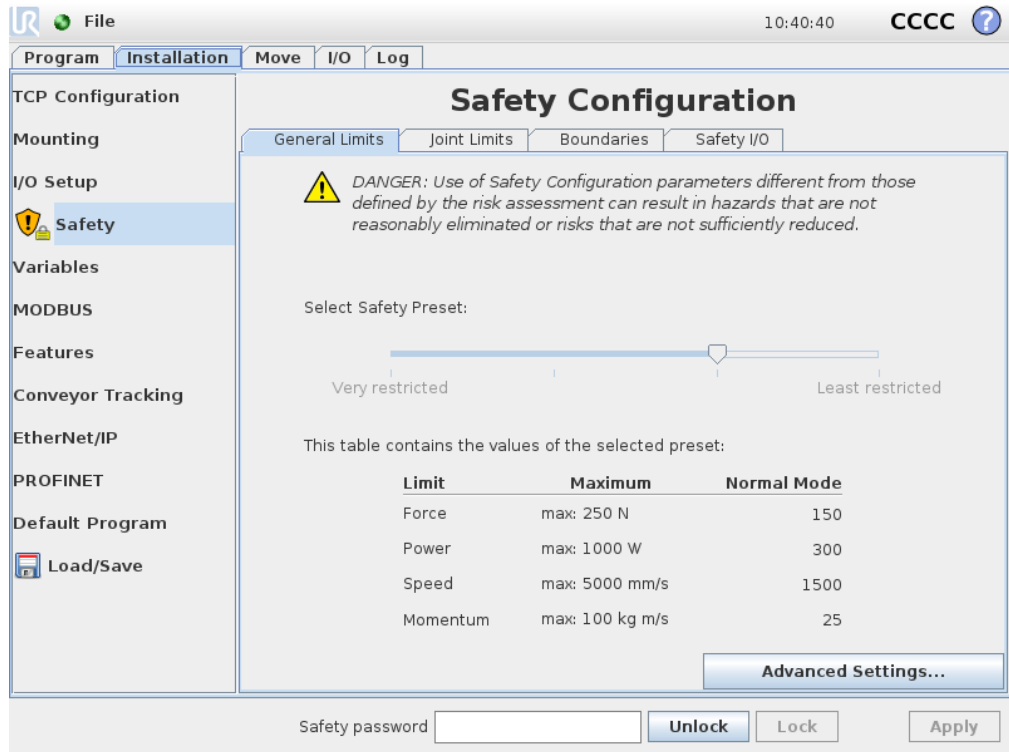 UR File 10:40:40 CCCC ?
Program Installation Move I/O Log
TCP Configuration
Mounting
I/O Setup
Safety
Variables
MODBUS
Features
Conveyor Tracking
EtherNet/IP
PROFINET
Default Program
Load/Save
Safety Configuration
General Limits Joint Limits Boundaries Safety I/O
DANGER: Use of Safety Configuration parameters different from those
defined by the risk assessment can result in hazards that are not
reasonably eliminated or risks that are not sufficiently reduced.
Select Safety Preset:
Very restricted Least restricted
This table contains the values of the selected preset:
Limit Maximum Normal Mode
Force max: 250 N 150
Power max: 1000 W 300
Speed max: 5000 mm/s 1500
Momentum max: 100 kg m/s 25
Advanced Settings...
Safety password Unlock Lock Apply